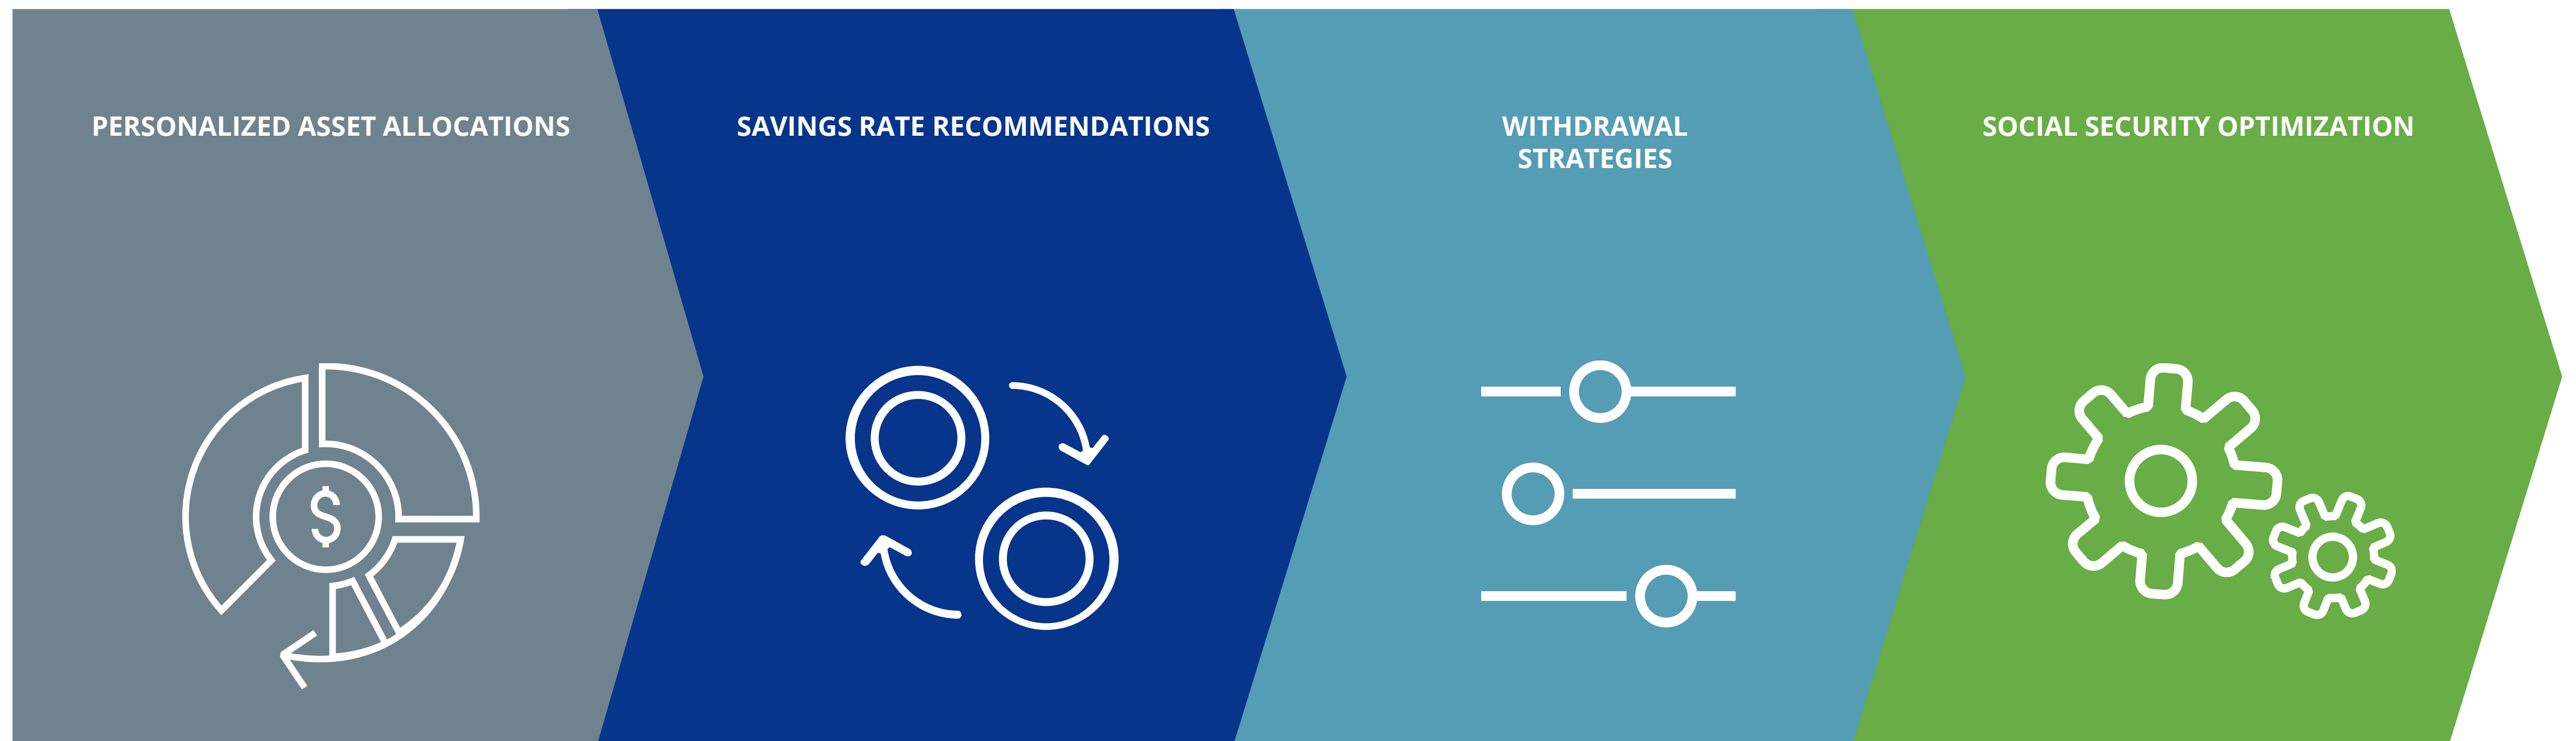 PERSONALIZED ASSET ALLOCATIONS
SAVINGS RATE RECOMMENDATIONS
WITHDRAWAL
STRATEGIES
SOCIAL SECURITY OPTIMIZATION
$